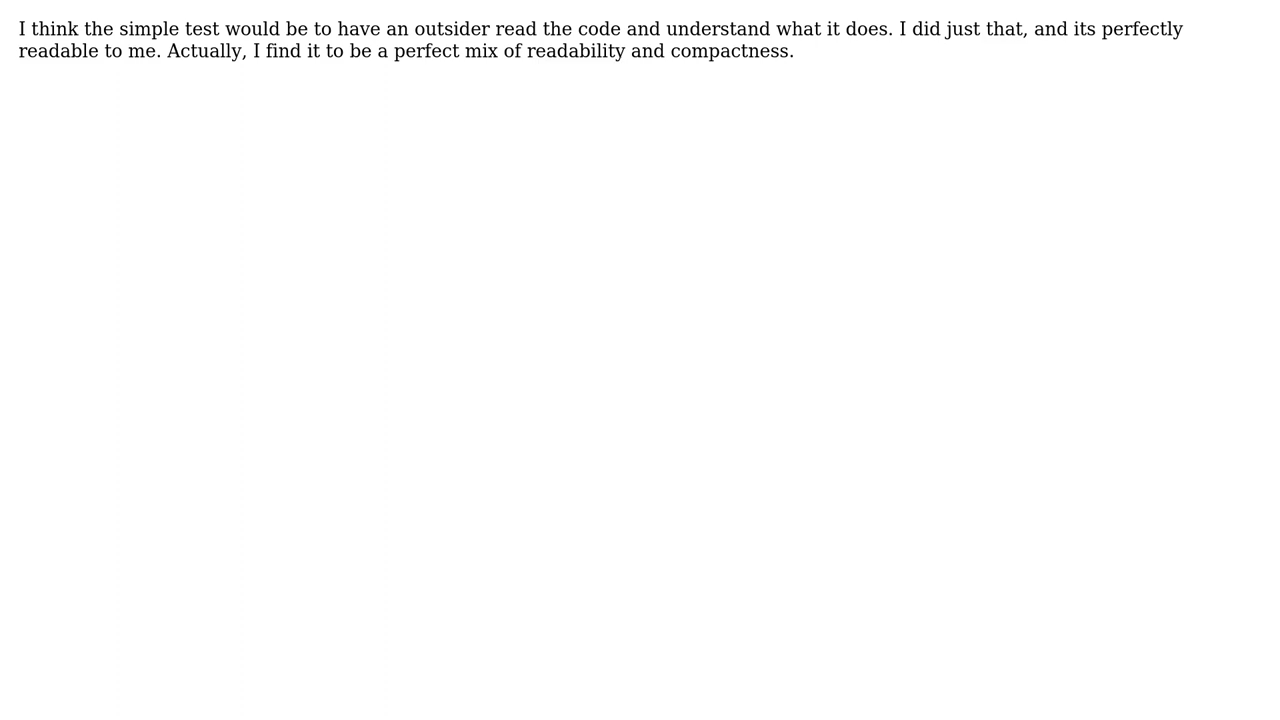 I think the simple test would be to have an outsider read the code and understand what it does. I did just that, and its perfectly
readable to me. Actually, I find it to be a perfect mix of readability and compactness.